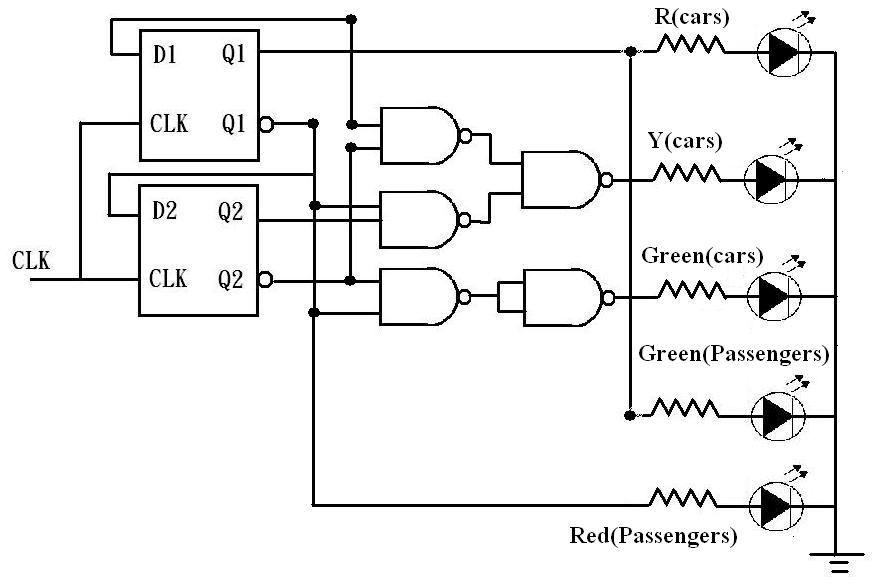 R(cars)
D1 Q1
CLK Q1
Y(cars)
D2 Q2
CLK
CLK Q2
Green(cars)
Green(Passengers)
Red(Passengers)